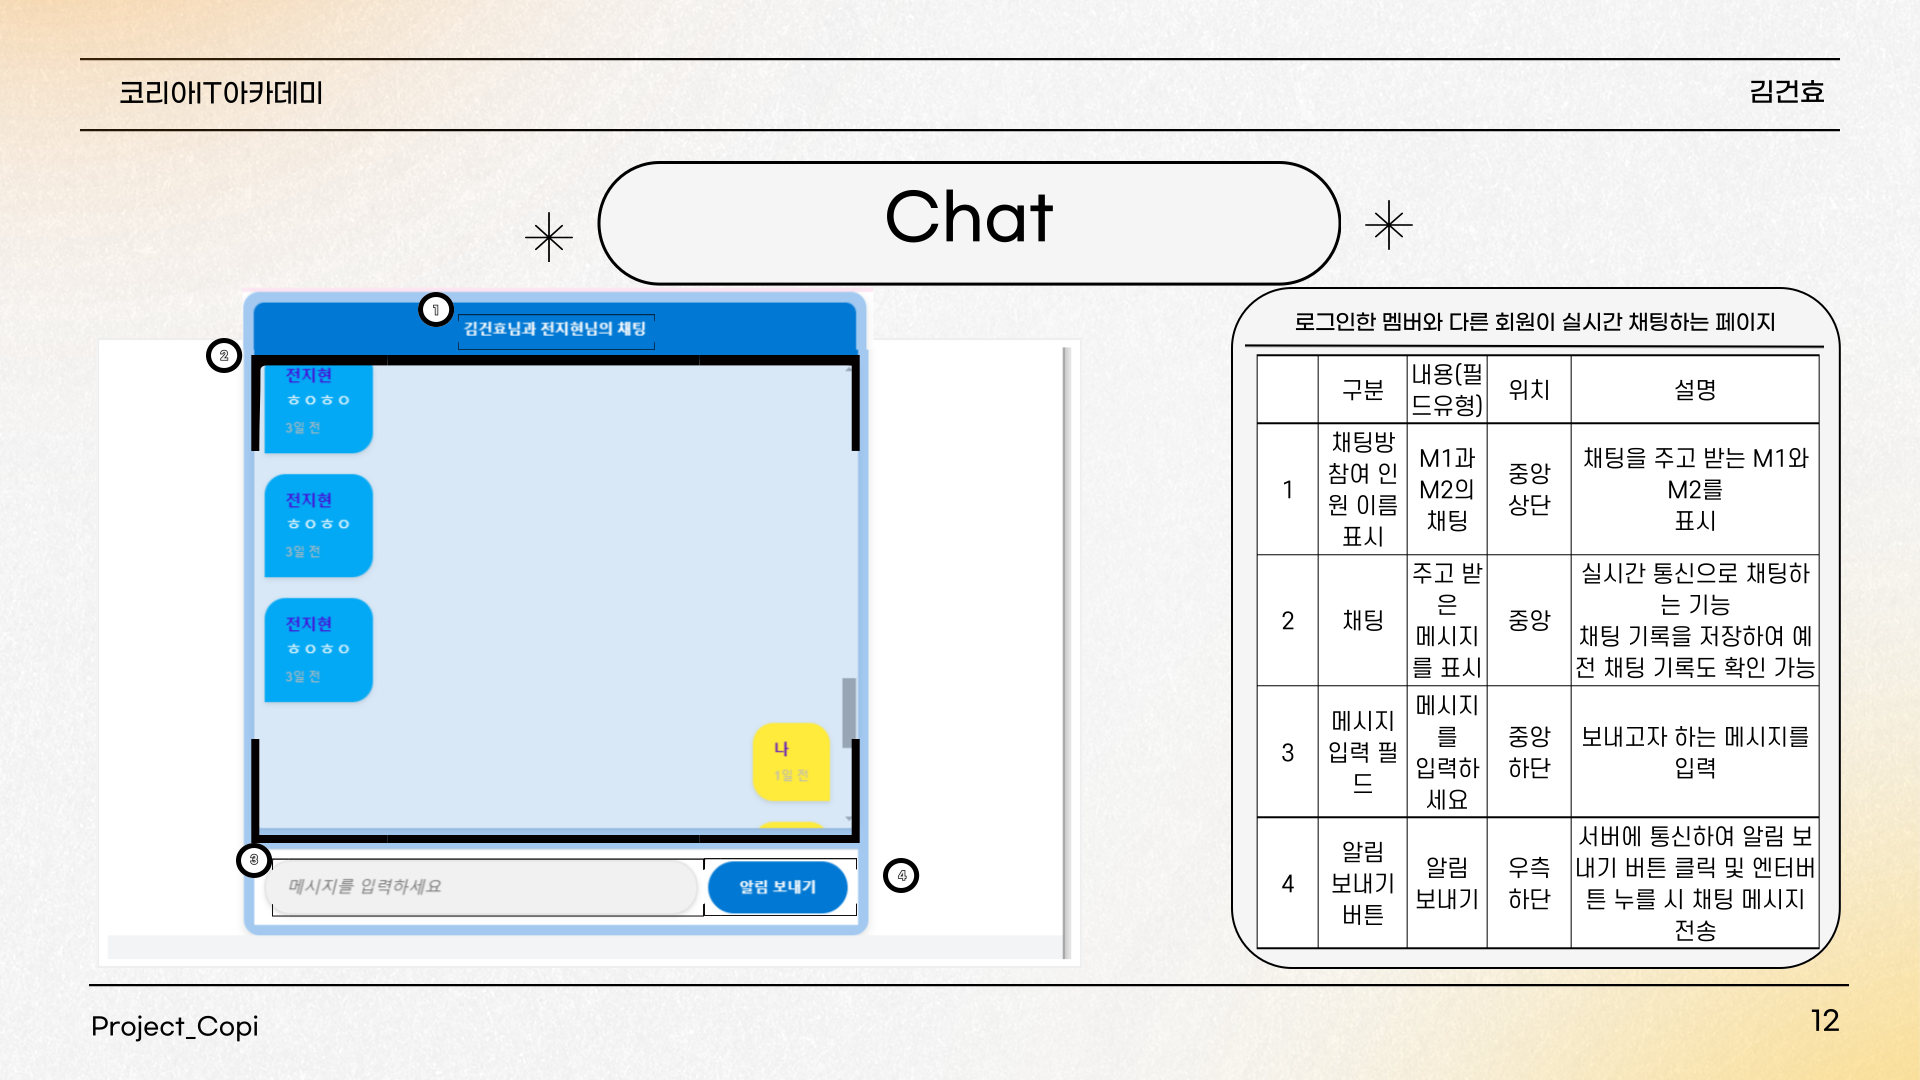 코리아IT아카데미
김건효
Chat
1
김건효님과 전지현님의 채팅
2
전지현
ㅎㅇㅎㅇ
3일 전
전지현
ㅎㅇㅎㅇ
3일 전
전지현
ㅎㅇㅎㅇ
3일 전
나
1일 전
3
메시지를 입력하세요
알림 보내기
4
로그인한 멤버와 다른 회원이 실시간 채팅하는 페이지
구분
내용(필
드유형)
위치
설명
1
채팅방
참여 인
원 이름
표시
M1과
M2의
채팅
중앙
상단
채팅을 주고 받는 M1와
M2를
표시
2
채팅
주고 받
은
메시지
를 표시
중앙
실시간 통신으로 채팅하
는 기능
채팅 기록을 저장하여 예
전 채팅 기록도 확인 가능
3
메시지
입력 필
드
메시지
를
입력하
세요
중앙
하단
보내고자 하는 메시지를
입력
4
알림
보내기
버튼
알림
보내기
우측
하단
서버에 통신하여 알림 보
내기 버튼 클릭 및 엔터버
튼 누를 시 채팅 메시지
전송
Project_Copi
12